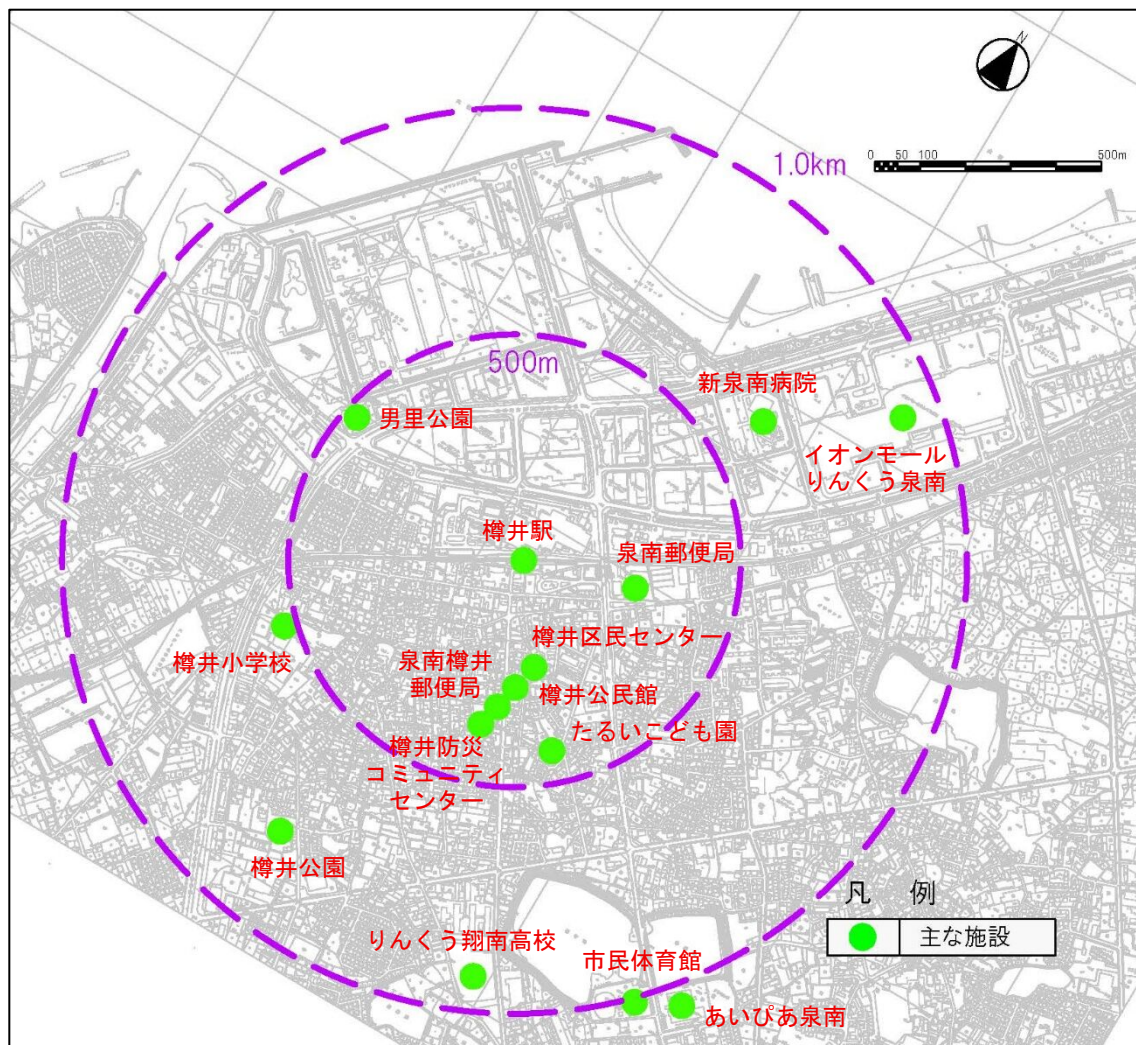 N
0 50 100 500m
1.0km
500m
新泉南病院
男里公園
イオンモール
りんくう泉南
樽井駅
泉南郵便局
樽井区民センター
樽井小学校
泉南樽井
郵便局
樽井公民館
たるいこども園
樽井防災
コミュニティ
センター
樽井公園
凡 例
主な施設
りんくう翔南高校
市民体育館
あいぴあ泉南